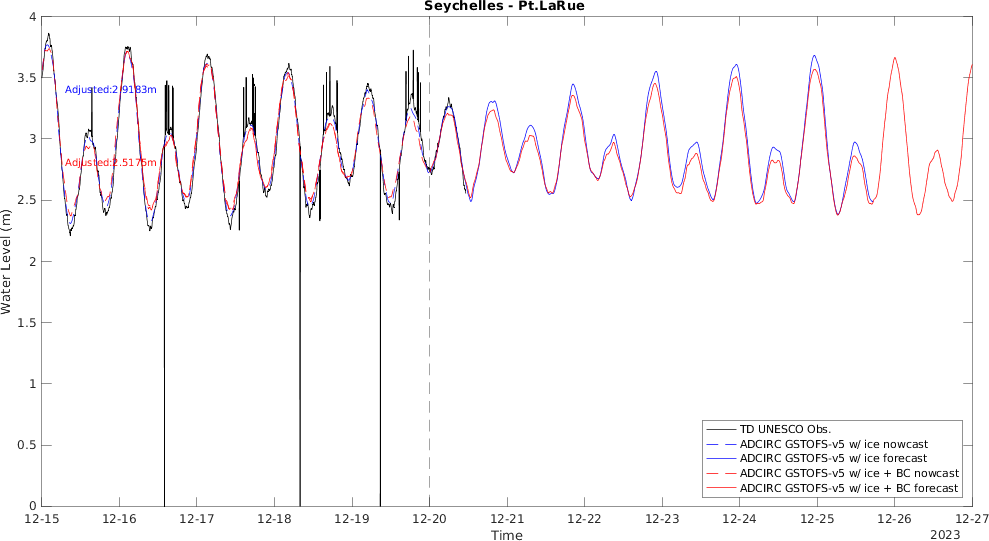 Seychelles - Pt.LaRue
Water Level (m)
4
3.5
3
2.5
2
1.5
1
0.5
0
Adjusted:2.9183m
Adjusted:2.5175m
TD UNESCO Obs.
ADCIRC GSTOFS-v5 w/ ice nowcast
ADCIRC GSTOFS-v5 w/ ice forecast
ADCIRC GSTOFS-v5 w/ ice + BC nowcast
ADCIRC GSTOFS-v5 w/ ice + BC forecast
12-15 12-16 12-17 12-18 12-19 12-20 12-21 12-22 12-23 12-24 12-25 12-26 12-27
Time
2023